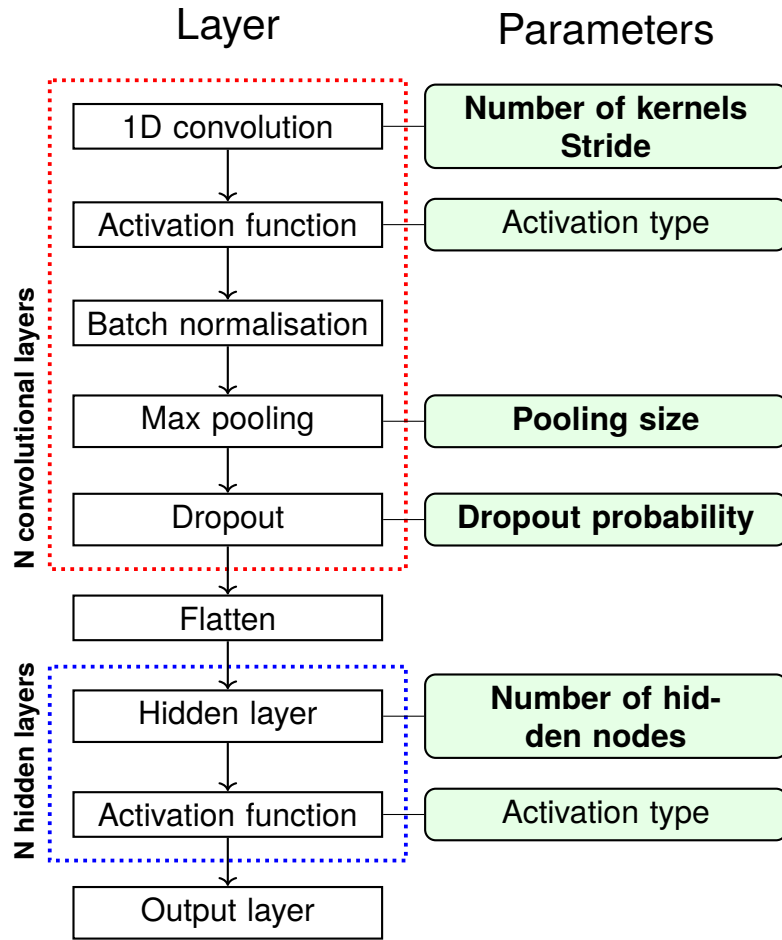 Layer
Parameters
1D convolution
Number of kernels
Stride
Activation function
Activation type
Batch normalisation
Max pooling
Pooling size
Dropout
Dropout probability
N convolutional layers
Flatten
Hidden layer
Number of hid-
den nodes
Activation function
Activation type
N hidden layers
Output layer